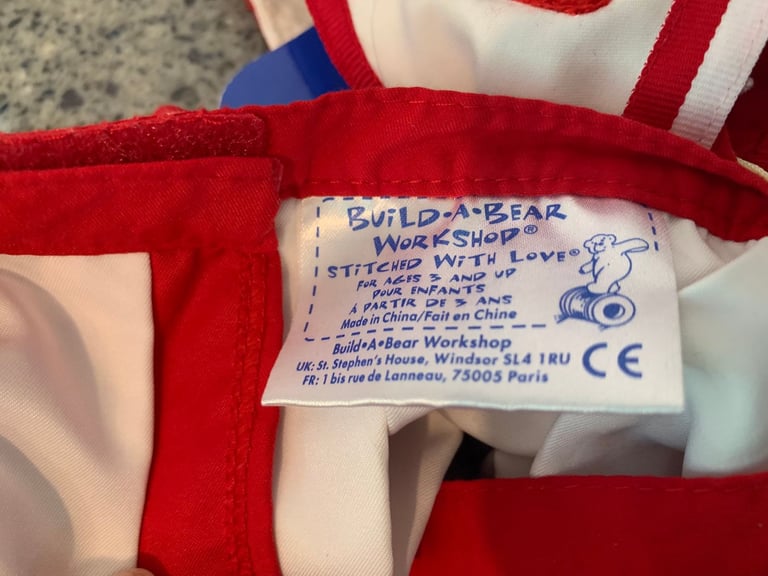 BUILD•A•BEAR
WORKSHOP®
STITCHED WITH LOVE®
FOR AGES 3 AND UP
POUR ENFANTS
À PARTIR DE 3 ANS
Made in China/Fait en Chine
Build•A•Bear Workshop
UK: St. Stephen's House, Windsor SL4 1RU
FR: 1 bis rue de Lanneau, 75005 Paris
CE